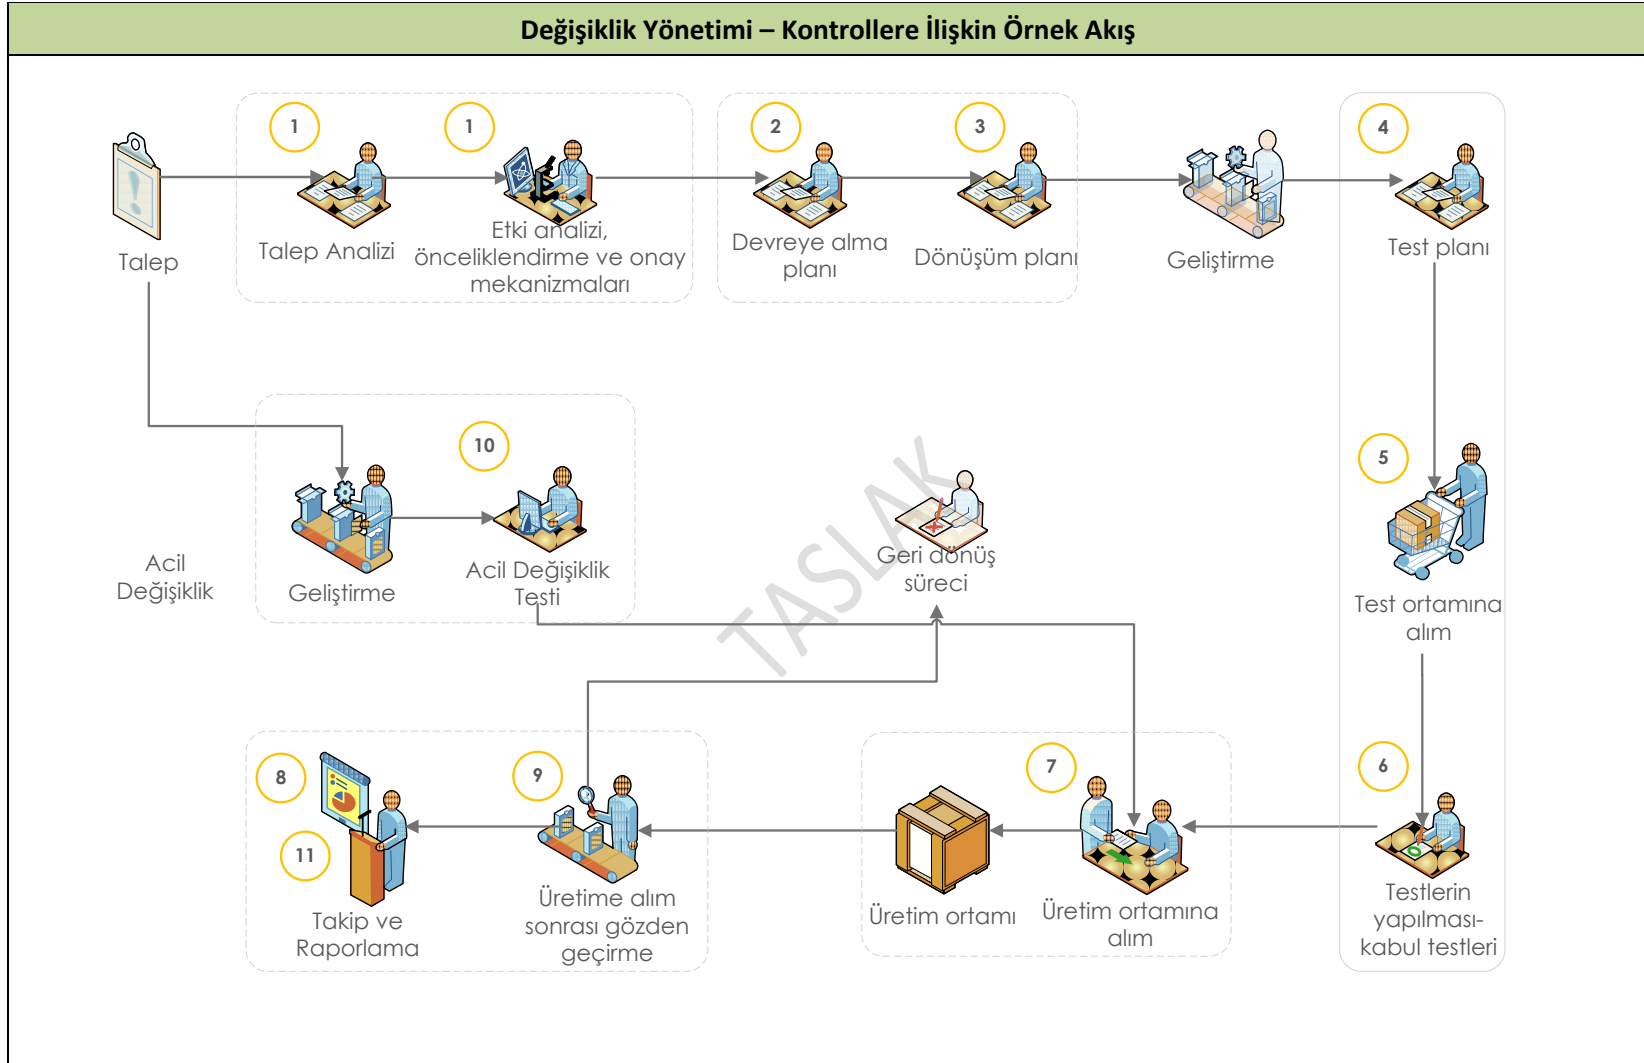 Değişiklik Yönetimi – Kontrollere İlişkin Örnek Akış
1
1
2
3
4
Talep
Talep Analizi
Etki analizi,
önceliklendirme ve onay
mekanizmaları
Devreye alma
planı
Dönüşüm planı
Geliştirme
Test planı
10
5
Acil
Değişiklik
Geliştirme
Acil Değişiklik
Testi
Geri dönüş
süreci
TASLAK
Test ortamına
alım
8
11
9
7
6
Takip ve
Raporlama
Üretime alım
sonrası gözden
geçirme
Üretim ortamı
Üretim ortamına
alım
Testlerin
yapılması-
kabul testleri